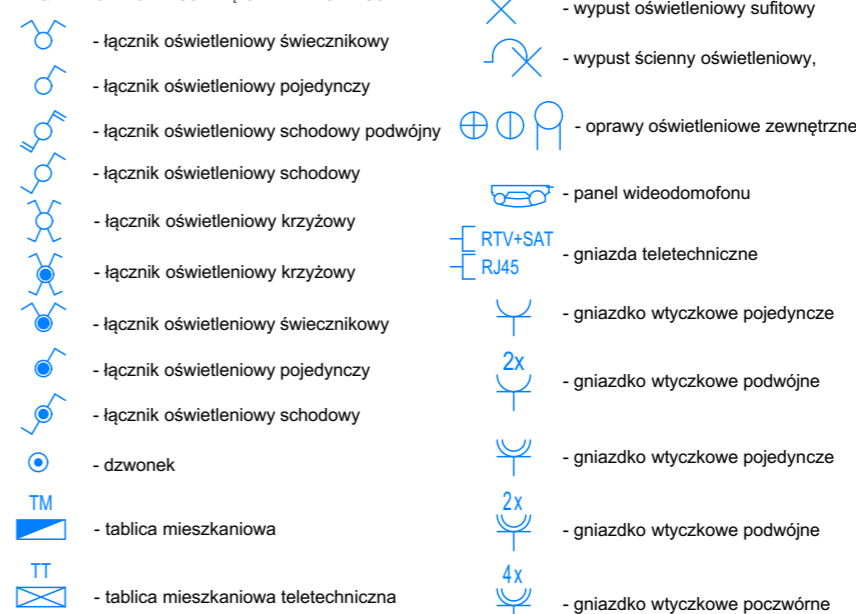 - łącznik oświetleniowy świecznikowy
- łącznik oświetleniowy pojedynczy
- łącznik oświetleniowy schodowy podwójny
- łącznik oświetleniowy schodowy
- łącznik oświetleniowy krzyżowy
- łącznik oświetleniowy krzyżowy
- łącznik oświetleniowy świecznikowy
- łącznik oświetleniowy pojedynczy
- łącznik oświetleniowy schodowy
- dzwonek
TM
- tablica mieszkaniowa
TT
- tablica mieszkaniowa teletechniczna
- wypust oświetleniowy sufitowy
- wypust ścienny oświetleniowy,
- oprawy oświetleniowe zewnętrzne
- panel wideodomofonu
RTV+SAT
RJ45
- gniazda teletechniczne
- gniazdko wtyczkowe pojedyncze
2x
- gniazdko wtyczkowe podwójne
- gniazdko wtyczkowe pojedyncze
2x
- gniazdko wtyczkowe podwójne
4x
- gniazdko wtyczkowe poczwórne